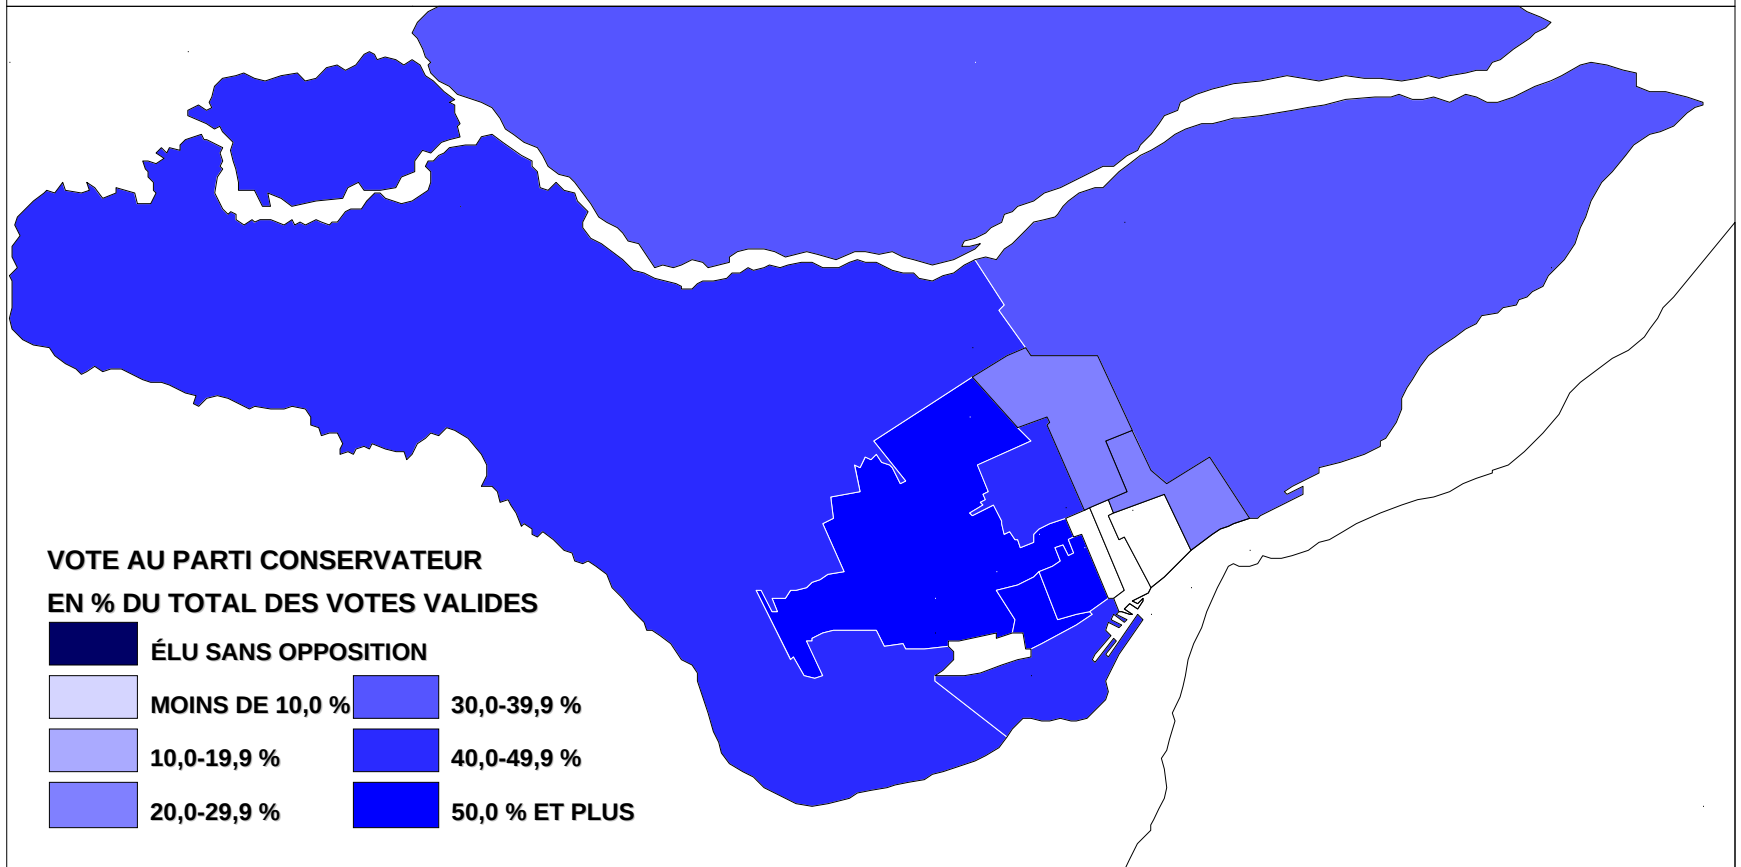 VOTE AU PARTI CONSERVATEUR
EN % DU TOTAL DES VOTES VALIDES
ÉLU SANS OPPOSITION
MOINS DE 10,0 %
30,0-39,9 %
10,0-19,9 %
40,0-49,9 %
20,0-29,9 %
50,0 % ET PLUS